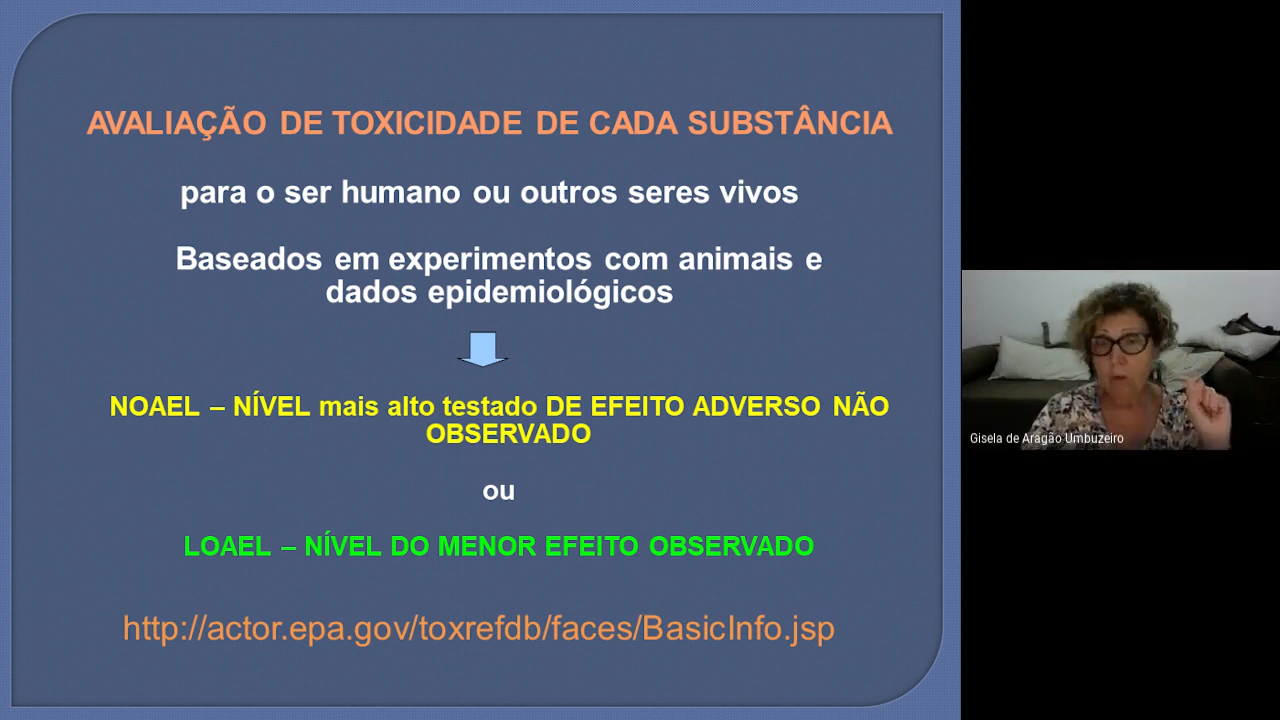 AVALIAÇÃO DE TOXICIDADE DE CADA SUBSTÂNCIA
para o ser humano ou outros seres vivos
Baseados em experimentos com animais e
dados epidemiológicos
NOAEL – NÍVEL mais alto testado DE EFEITO ADVERSO NÃO
OBSERVADO
ou
LOAEL – NÍVEL DO MENOR EFEITO OBSERVADO
http://actor.epa.gov/toxrefdb/faces/BasicInfo.jsp
Gisela de Aragão Umbuzeiro